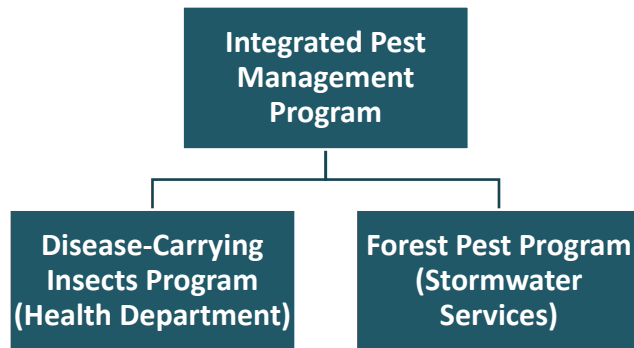 Integrated Pest
Management
Program
Disease-Carrying
Insects Program
(Health Department)
Forest Pest Program
(Stormwater
Services)